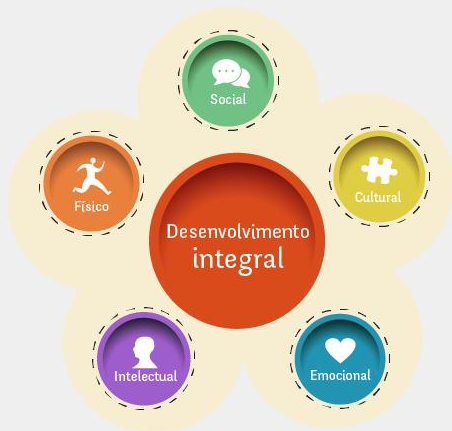 Social
Cultural
Físico
Desenvolvimento
integral
Intelectual
Emocional